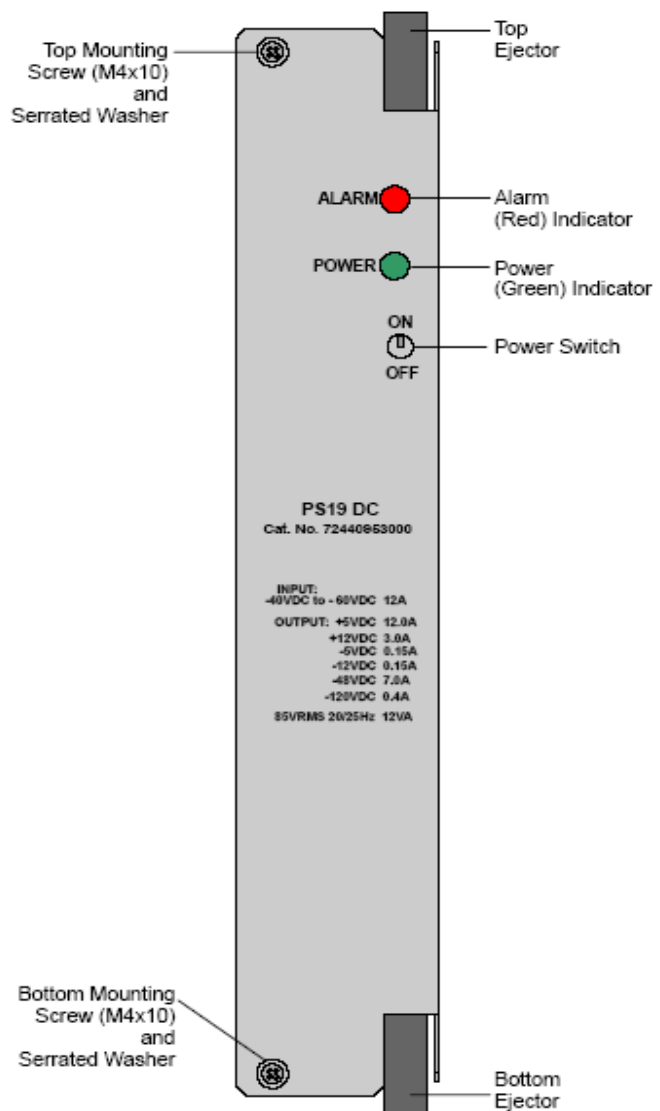 Top Mounting
Screw (M4x10)
and
Serrated Washer
Top
Ejector
ALARM
Alarm
(Red) Indicator
POWER
Power
(Green) Indicator
ON
Power Switch
OFF
PS19 DC
Cat. No. 72440953000
INPUT:
-40VDC to - 60VDC 12A
OUTPUT: +5VDC 12.0A
+12VDC 3.0A
-5VDC 0.15A
-12VDC 0.15A
-48VDC 7.0A
-120VDC 0.4A
85VRMS 20/25Hz 12VA
Bottom Mounting
Screw (M4x10)
and
Serrated Washer
Bottom
Ejector